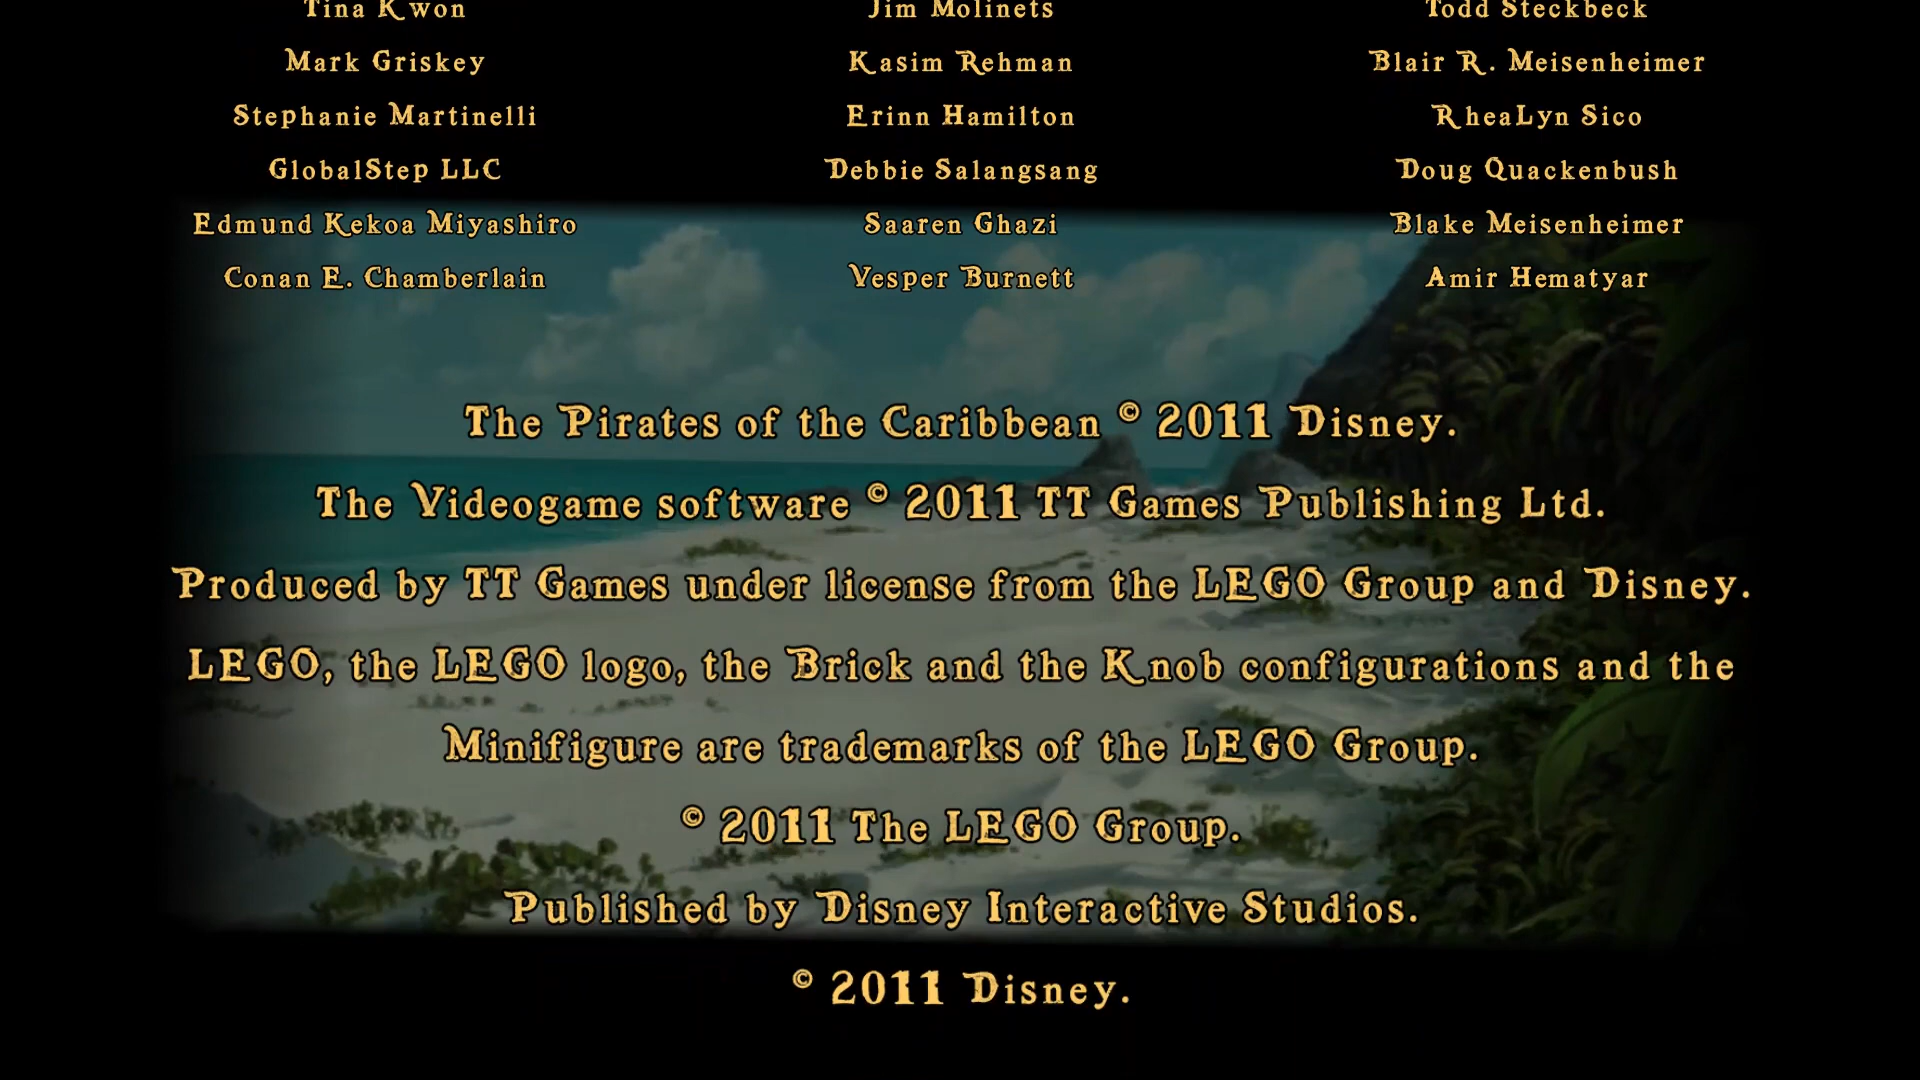 Tina Kwon Jim Molinets Todd Steckbeck
Mark Griskey Kasim Rehman Blair R. Meisenheimer
Stephanie Martinelli Erinn Hamilton RheaLyn Sico
GlobalStep LLC Debbie Salangsang Doug Quackenbush
Edmund Kekoa Miyashiro Saaren Ghazi Blake Meisenheimer
Conan E. Chamberlain Vesper Burnett Amir Hematyar
The Pirates of the Caribbean © 2011 Disney.
The Videogame software © 2011 TT Games Publishing Ltd.
Produced by TT Games under license from the LEGO Group and Disney.
LEGO, the LEGO logo, the Brick and the Knob configurations and the
Minifigure are trademarks of the LEGO Group.
© 2011 The LEGO Group.
Published by Disney Interactive Studios.
© 2011 Disney.